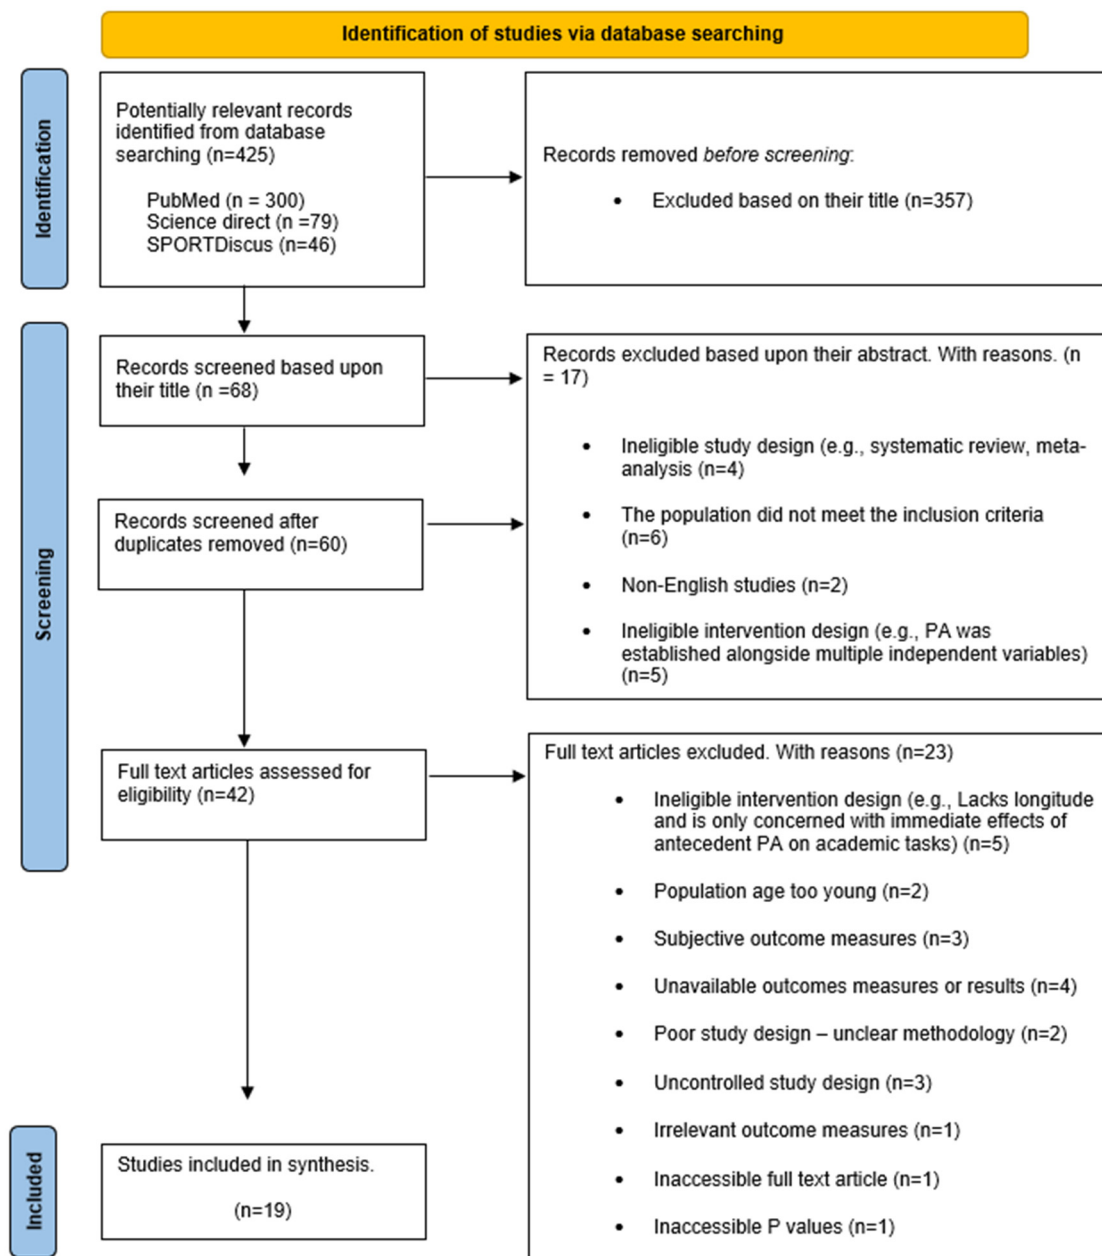 Identification of studies via database searching
Identification
Potentially relevant records
identified from database
searching (n=425)
PubMed (n = 300)
Science direct (n =79)
SPORTDiscus (n=46)
Records removed before screening:
• Excluded based on their title (n=357)
Screening
Records screened based upon
their title (n =68)
Records excluded based upon their abstract. With reasons. (n
= 17)
• Ineligible study design (e.g., systematic review, meta-
analysis (n=4)
• The population did not meet the inclusion criteria
(n=6)
• Non-English studies (n=2)
• Ineligible intervention design (e.g., PA was
established alongside multiple independent variables)
(n=5)
Records screened after
duplicates removed (n=60)
Full text articles assessed for
eligibility (n=42)
Full text articles excluded. With reasons (n=23)
• Ineligible intervention design (e.g., Lacks longitude
and is only concerned with immediate effects of
antecedent PA on academic tasks) (n=5)
• Population age too young (n=2)
• Subjective outcome measures (n=3)
• Unavailable outcomes measures or results (n=4)
• Poor study design – unclear methodology (n=2)
• Uncontrolled study design (n=3)
• Irrelevant outcome measures (n=1)
• Inaccessible full text article (n=1)
• Inaccessible P values (n=1)
Included
Studies included in synthesis.
(n=19)